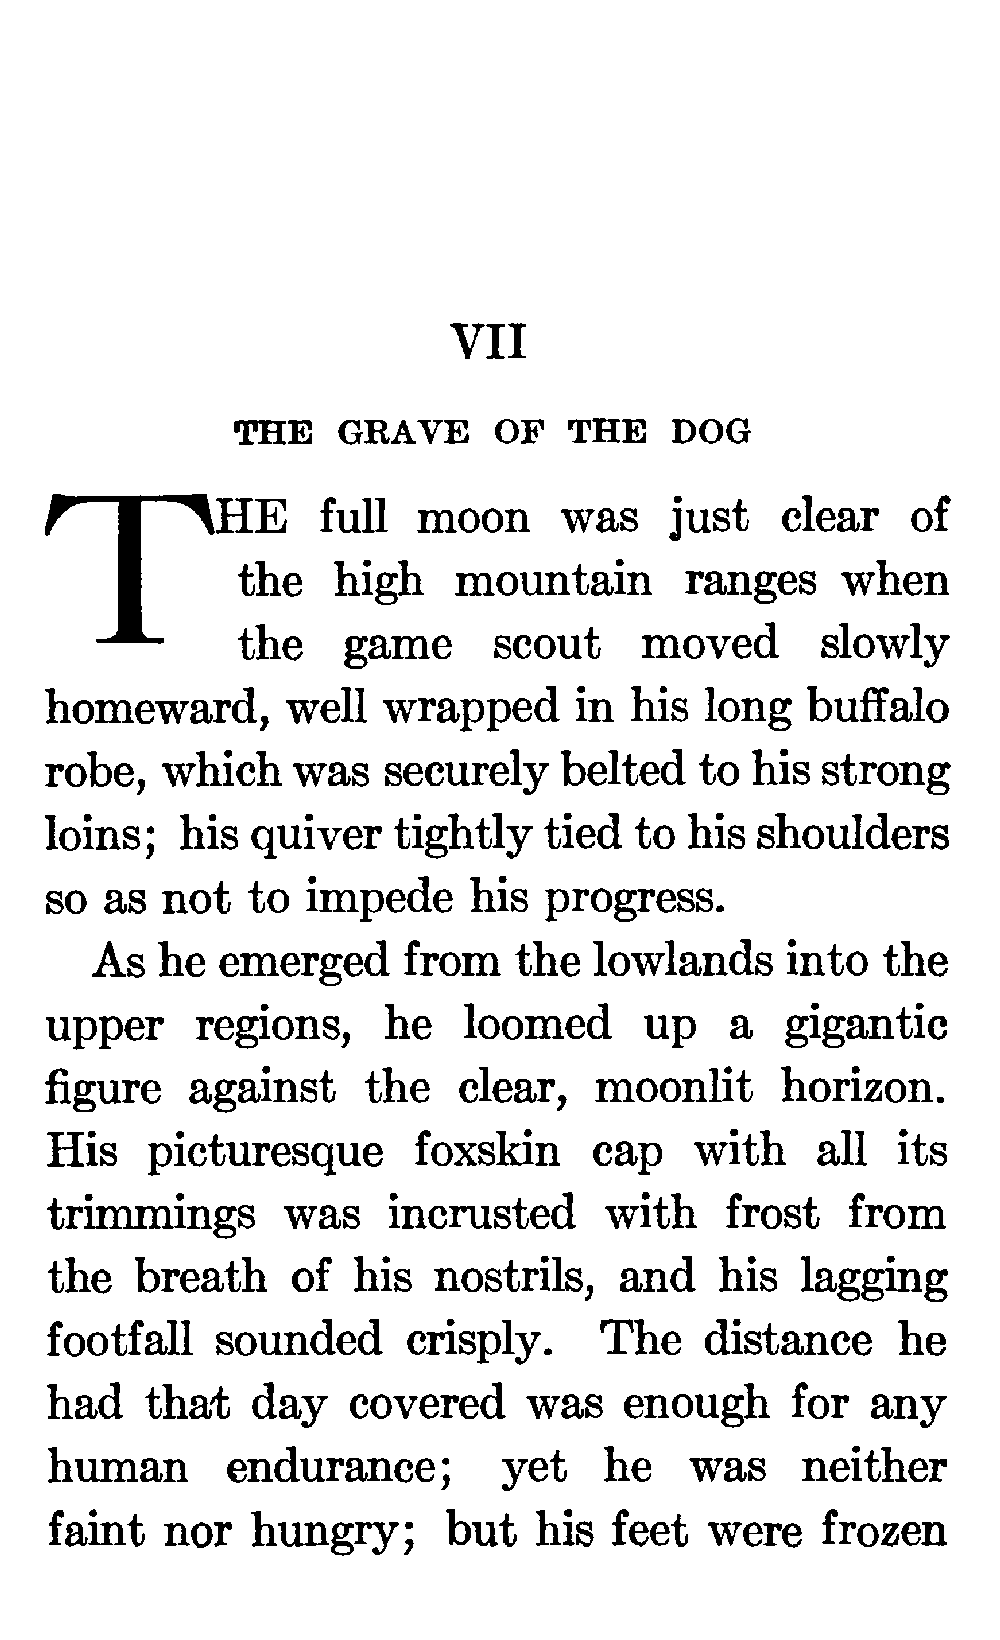 VII
THE GRAVE OF THE DOG
THE full moon was just clear of
the high mountain ranges when
the game scout moved slowly
homeward, well wrapped in his long buffalo
robe, which was securely belted to his strong
loins; his quiver tightly tied to his shoulders
so as not to impede his progress.
As he emerged from the lowlands into the
upper regions, he loomed up a gigantic
figure against the clear, moonlit horizon.
His picturesque foxskin cap with all its
trimmings was incrusted with frost from
the breath of his nostrils, and his lagging
footfall sounded crisply. The distance he
had that day covered was enough for any
human endurance; yet he was neither
faint nor hungry; but his feet were frozen